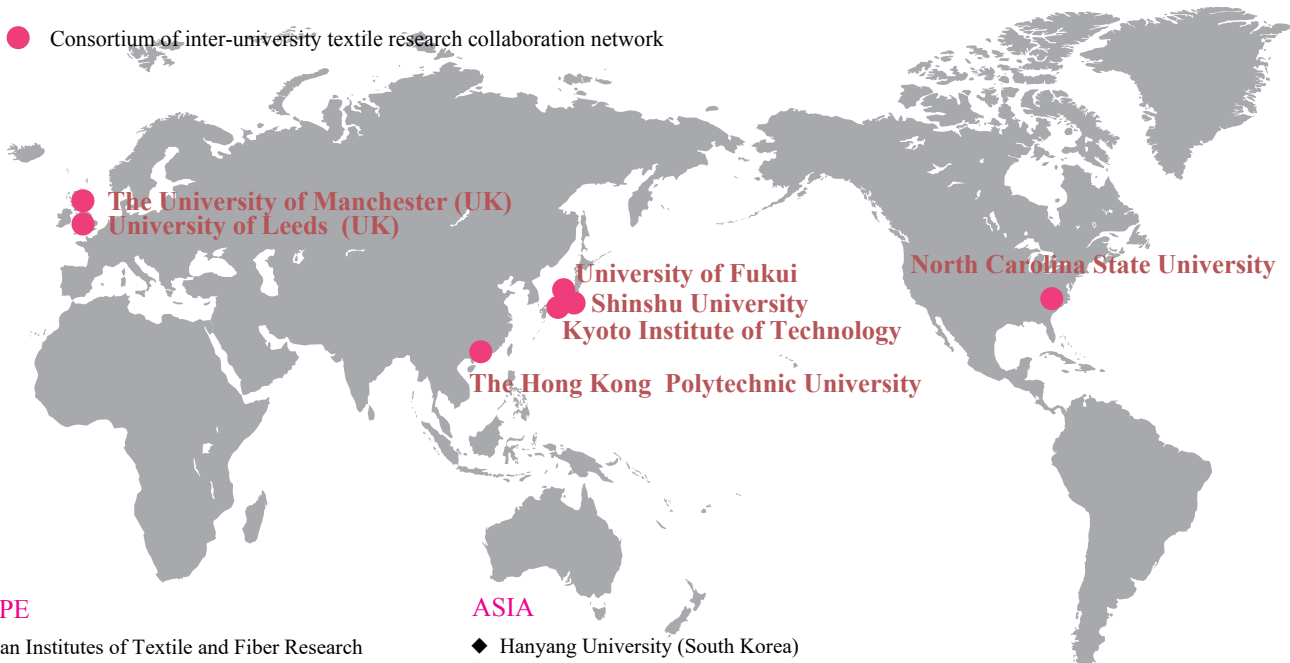 Consortium of inter-university textile research collaboration network
The University of Manchester (UK)
University of Leeds (UK)
North Carolina State University
University of Fukui
Shinshu University
Kyoto Institute of Technology
The Hong Kong Polytechnic University
PE
an Institutes of Textile and Fiber Research
ASIA
◆ Hanyang University (South Korea)